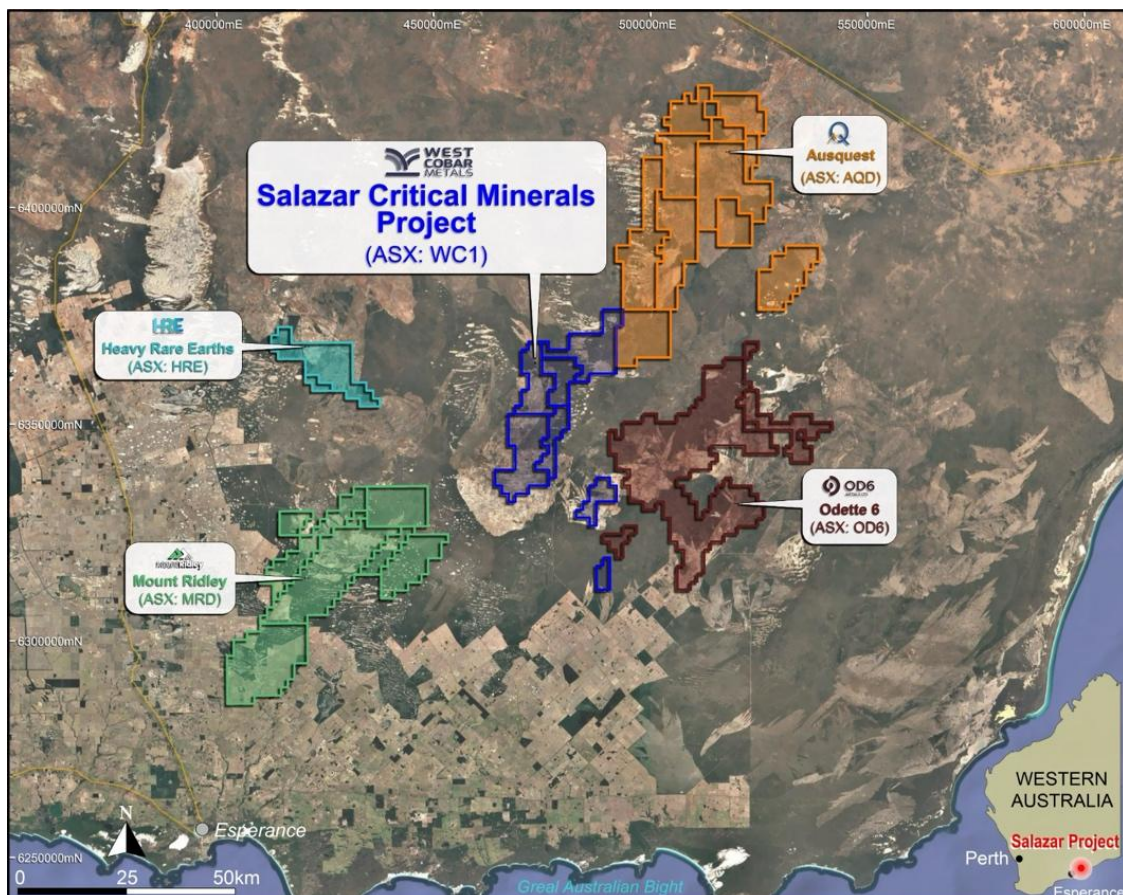 400000mE
450000mE
500000mE
550000mE
600000mE
WEST
COBAR
METALS
Salazar Critical Minerals
Project
(ASX: WC1)
Ausquest
(ASX: AQD)
6400000mN
HRE
Heavy Rare Earths
(ASX: HRE)
6350000mN
OD6
Odette 6
(ASX: OD6)
Mount Ridley
(ASX: MRD)
6300000mN
WESTERN
AUSTRALIA
Salazar Project
Perth
Esperance
N
Esperance
6250000mN
0 25 50km
Great Australian Bight